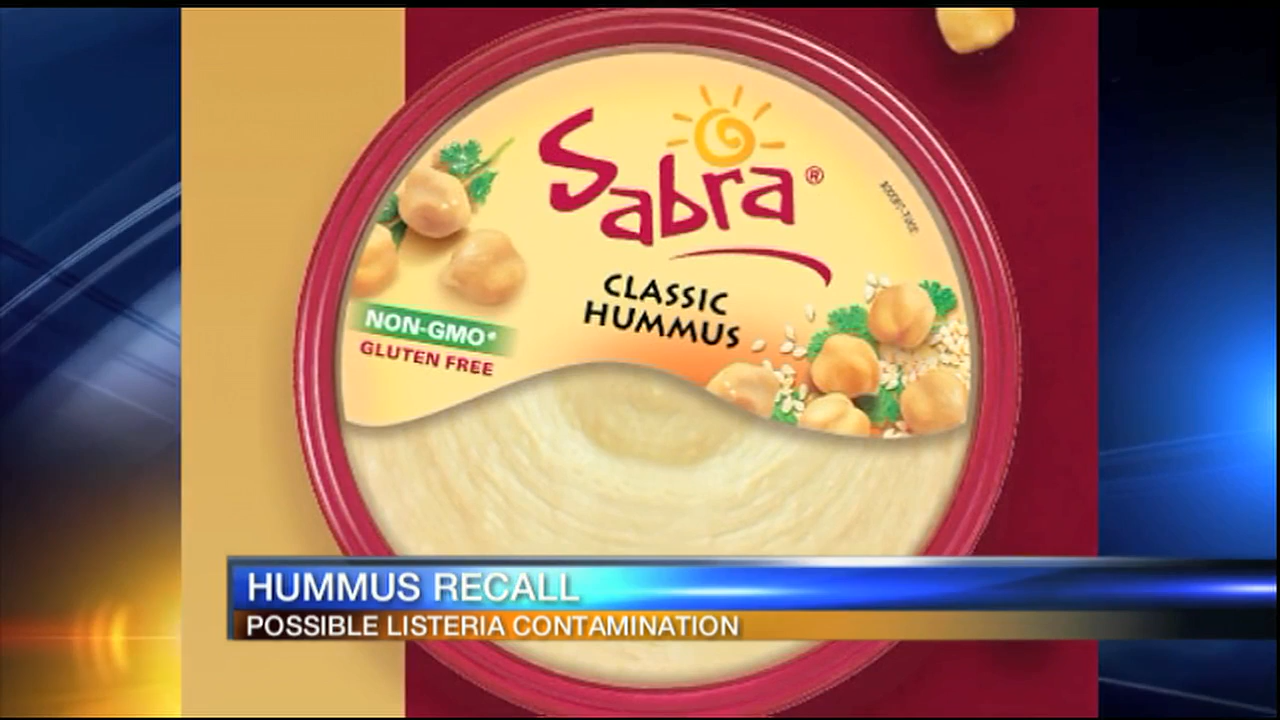 Sabra®
CLASSIC
HUMMUS
NON-GMO*
GLUTEN FREE
HUMMUS RECALL
POSSIBLE LISTERIA CONTAMINATION